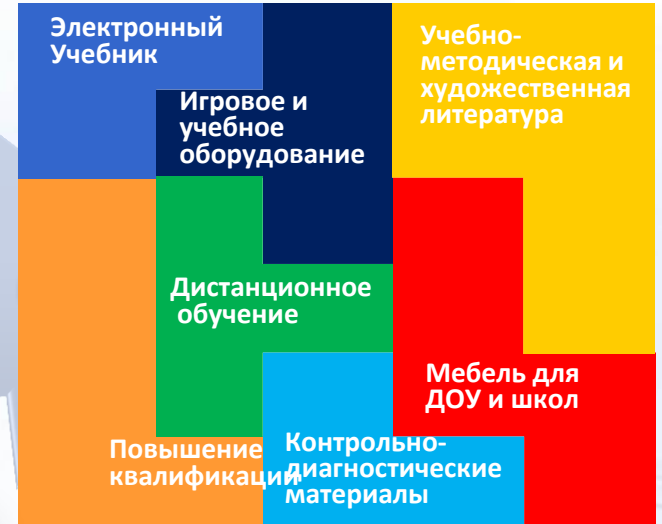 Электронный
Учебник
Учебно-
методическая и
художественная
литература
Игровое и
учебное
оборудование
Дистанционное
обучение
Мебель для
ДОУ и школ
Повышение
квалификации
Контрольно-
диагностические
материалы